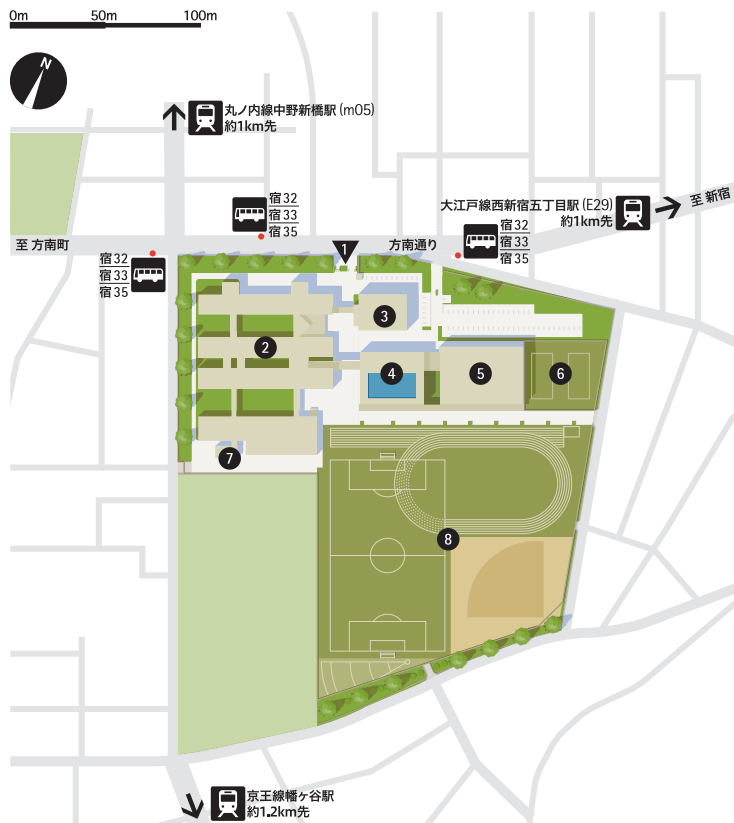 0m 50m 100m
N
丸ノ内線中野新橋駅 (m05)
約1km先
宿32
宿33
宿35
大江戸線西新宿五丁目駅 (E29)
約1km先
至 新宿
宿32
宿33
宿35
至 方南町
宿32
宿33
宿35
1
方南通り
2
3
4
5
6
7
8
京王線幡ヶ谷駅
約1.2km先